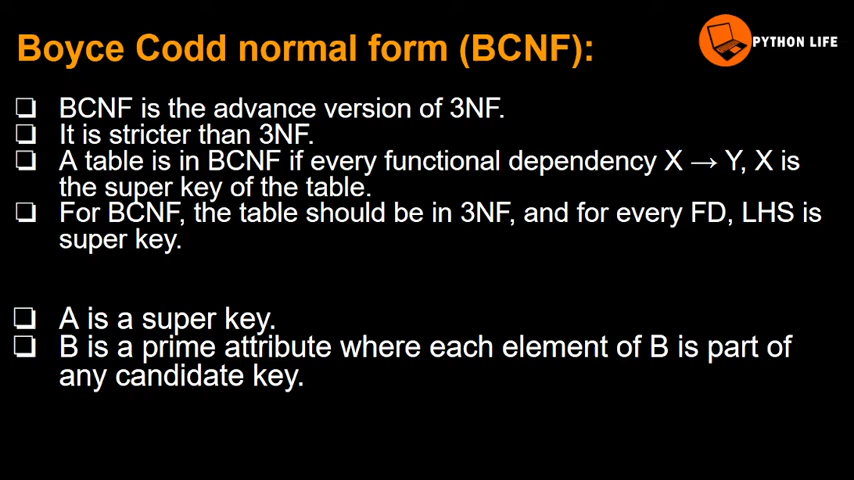 Boyce Codd normal form (BCNF):
PYTHON LIFE
❏ BCNF is the advance version of 3NF.
❏ It is stricter than 3NF.
❏ A table is in BCNF if every functional dependency X → Y, X is
the super key of the table.
❏ For BCNF, the table should be in 3NF, and for every FD, LHS is
super key.
❏ A is a super key.
❏ B is a prime attribute where each element of B is part of
any candidate key.